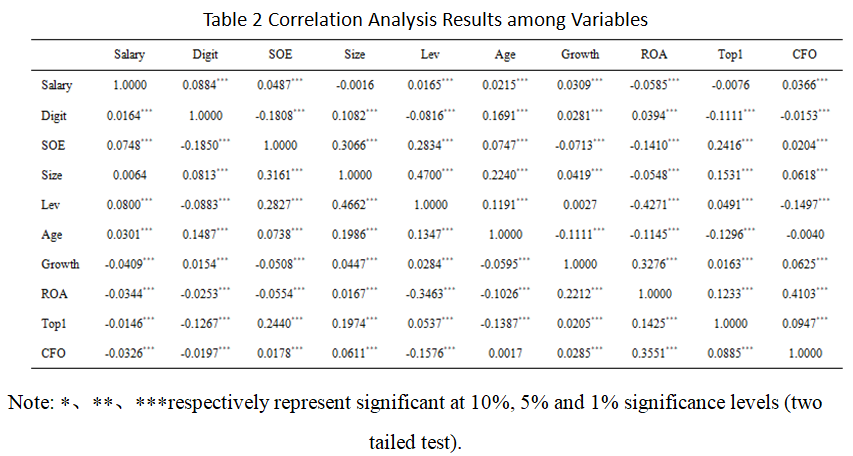 Table 2 Correlation Analysis Results among Variables
Salary Digit SOE Size Lev Age Growth ROA Top1 CFO
Salary 1.0000 0.0884*** 0.0487*** -0.0016 0.0165*** 0.0215*** 0.0309*** -0.0585*** -0.0076 0.0366***
Digit 0.0164*** 1.0000 -0.1808*** 0.1082*** -0.0816*** 0.1691*** 0.0281*** 0.0394*** -0.1111*** -0.0153***
SOE 0.0748*** -0.1850*** 1.0000 0.3066*** 0.2834*** 0.0747*** -0.0713*** -0.1410*** 0.2416*** 0.0204***
Size 0.0064 0.0813*** 0.3161*** 1.0000 0.4700*** 0.2240*** 0.0419*** -0.0548*** 0.1531*** 0.0618***
Lev 0.0800*** -0.0883*** 0.2827*** 0.4662*** 1.0000 0.1191*** 0.0027 -0.4271*** 0.0491*** -0.1497***
Age 0.0301*** 0.1487*** 0.0738*** 0.1986*** 0.1347*** 1.0000 -0.1111*** -0.1145*** -0.1296*** -0.0040
Growth -0.0409*** 0.0154*** -0.0508*** 0.0447*** 0.0284*** -0.0595*** 1.0000 0.3276*** 0.0163*** 0.0625***
ROA -0.0344*** -0.0253*** -0.0554*** 0.0167*** -0.3463*** -0.1026*** 0.2212*** 1.0000 0.1233*** 0.4103***
Top1 -0.0146*** -0.1267*** 0.2440*** 0.1974*** 0.0537*** -0.1387*** 0.0205*** 0.1425*** 1.0000 0.0947***
CFO -0.0326*** -0.0197*** 0.0178*** 0.0611*** -0.1576*** 0.0017 0.0285*** 0.3551*** 0.0885*** 1.0000
Note: *、**、***respectively represent significant at 10%, 5% and 1% significance levels (two
tailed test).